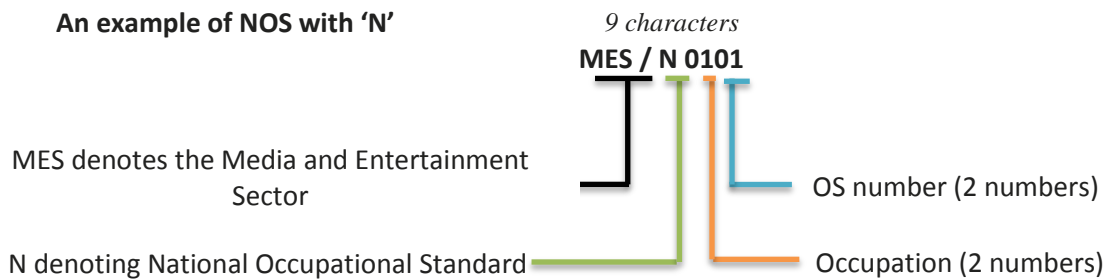 An example of NOS with ‘N’
9 characters
MES / N 0101
MES denotes the Media and Entertainment
Sector
OS number (2 numbers)
N denoting National Occupational Standard
Occupation (2 numbers)